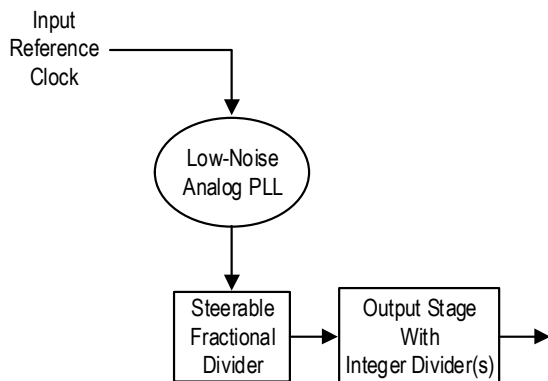 Input
Reference
Clock
Low-Noise
Analog PLL
Steerable
Fractional
Divider
Output Stage
With
Integer Divider(s)